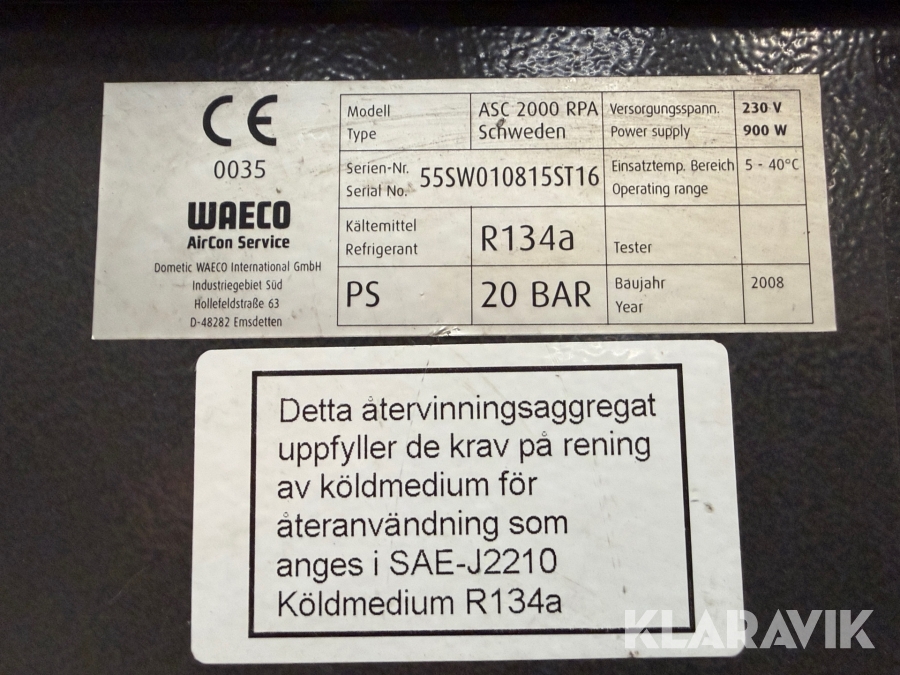 CE
0035
WAECO
AirCon Service
Dometic WAECO International GmbH
Industriegebiet Süd
Hollefeldstraße 63
D-48282 Emsdetten
Modell
Type
ASC 2000 RPA
Schweden
Versorgungsspann.
Power supply
230 V
900 W
Serien-Nr.
Serial No.
55SW010815ST16
Einsatztemp. Bereich
Operating range
5 - 40°C
Kältemittel
Refrigerant
R134a
Tester
PS
20 BAR
Baujahr
Year
2008
Detta återvinningsaggregat
uppfyller de krav på rening
av köldmedium för
återanvändning som
anges i SAE-J2210
Köldmedium R134a
KLARAVIK